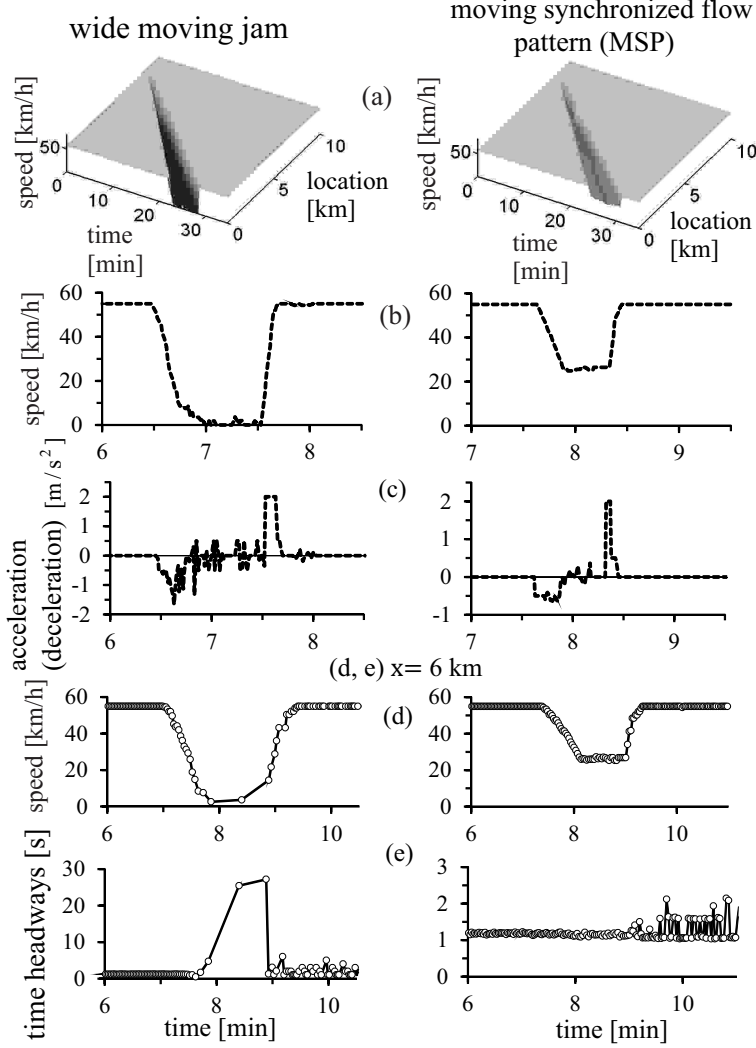 wide moving jam
moving synchronized flow
pattern (MSP)
(a)
speed [km/h]
50
0
10
20
30
time
[min]
0
5
10
location
[km]
speed [km/h]
50
0
10
20
30
time
[min]
0
5
10
location
[km]
(b)
speed [km/h]
60
40
20
0
6 7 8
60
40
20
0
7 8 9
(c)
acceleration
(deceleration) [m/s²]
2
1
0
-1
-2
6 7 8
2
1
0
-1
7 8 9
(d, e) x= 6 km
(d)
speed [km/h]
60
40
20
0
6 8 10
60
40
20
0
6 8 10
(e)
time headways [s]
30
20
10
0
6 8 10
time [min]
3
2
1
0
6 8 10
time [min]